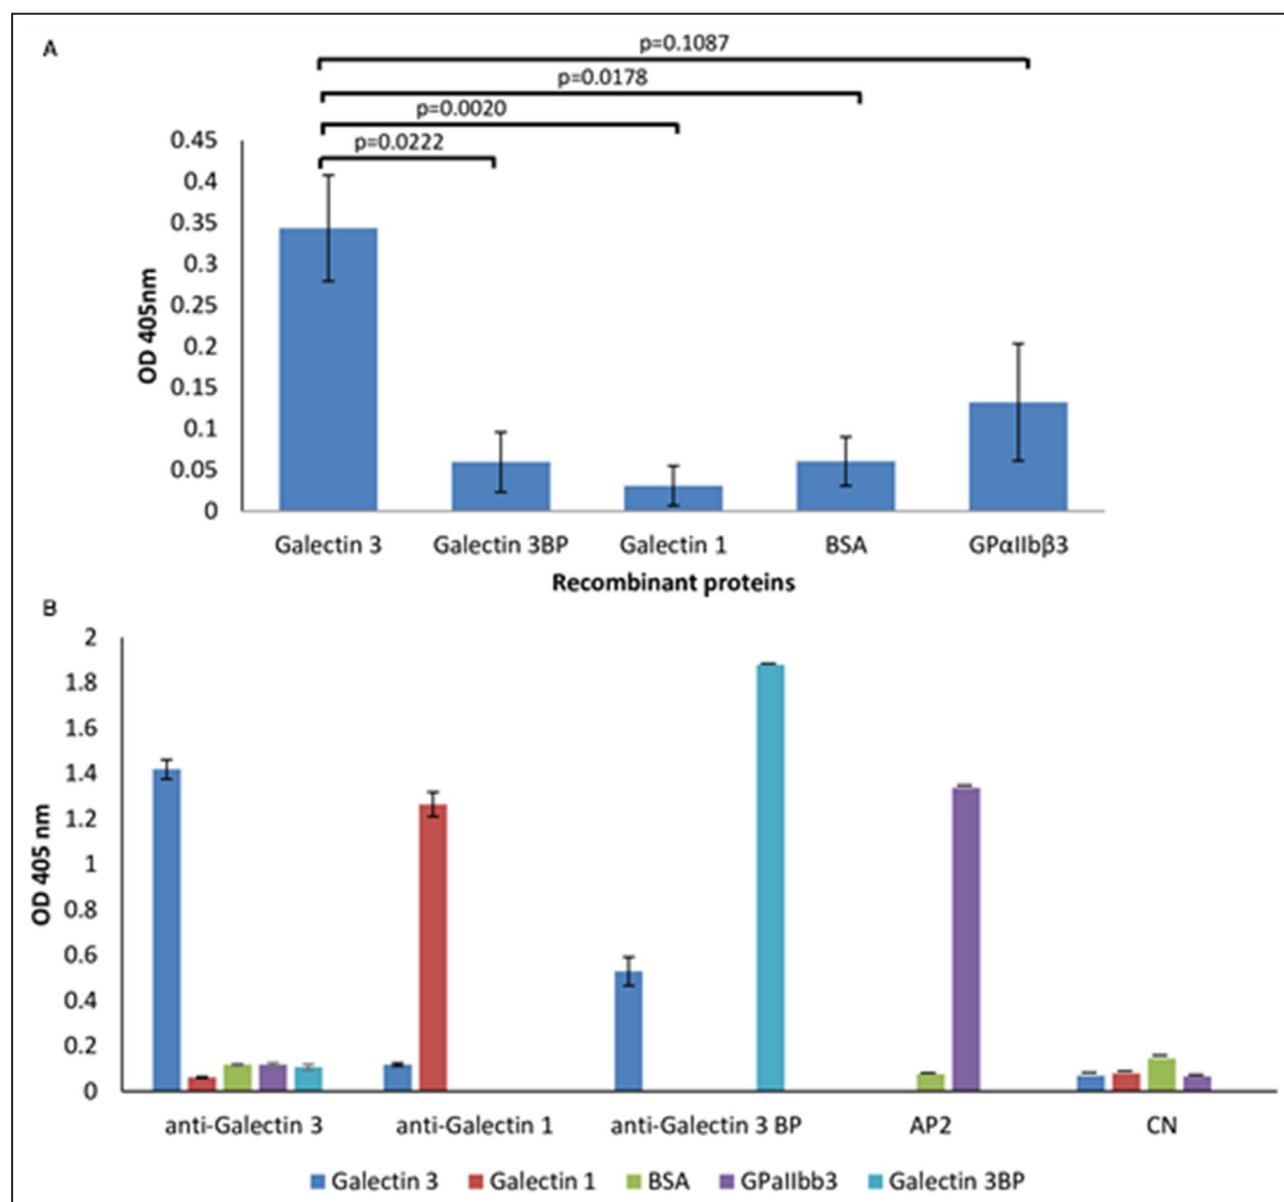 A
p=0.1087
p=0.0178
p=0.0020
p=0.0222
0.45
0.4
0.35
0.3
0.25
0.2
0.15
0.1
0.05
0
OD 405nm
Galectin 3 Galectin 3BP Galectin 1 BSA GPαIIbβ3
Recombinant proteins
B
2
1.8
1.6
1.4
1.2
1
0.8
0.6
0.4
0.2
0
OD 405 nm
anti-Galectin 3 anti-Galectin 1 anti-Galectin 3 BP AP2 CN
Galectin 3 Galectin 1 BSA GPaIIbb3 Galectin 3BP